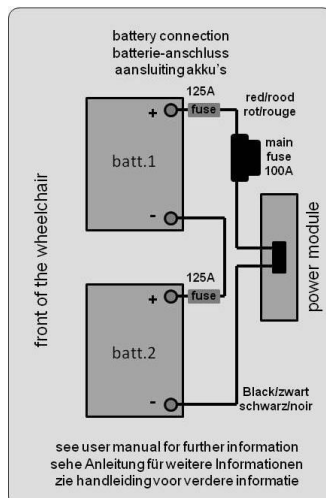 battery connection
batterie-anschluss
aansluiting akku's
125A
fuse
red/rood
rot/rouge
+
batt.1
-
main
fuse
100A
front of the wheelchair
power module
125A
fuse
+
batt.2
-
Black/zwart
schwarz/noir
see user manual for further information
sehe Anleitung für weitere Informationen
zie handleiding voor verdere informatie